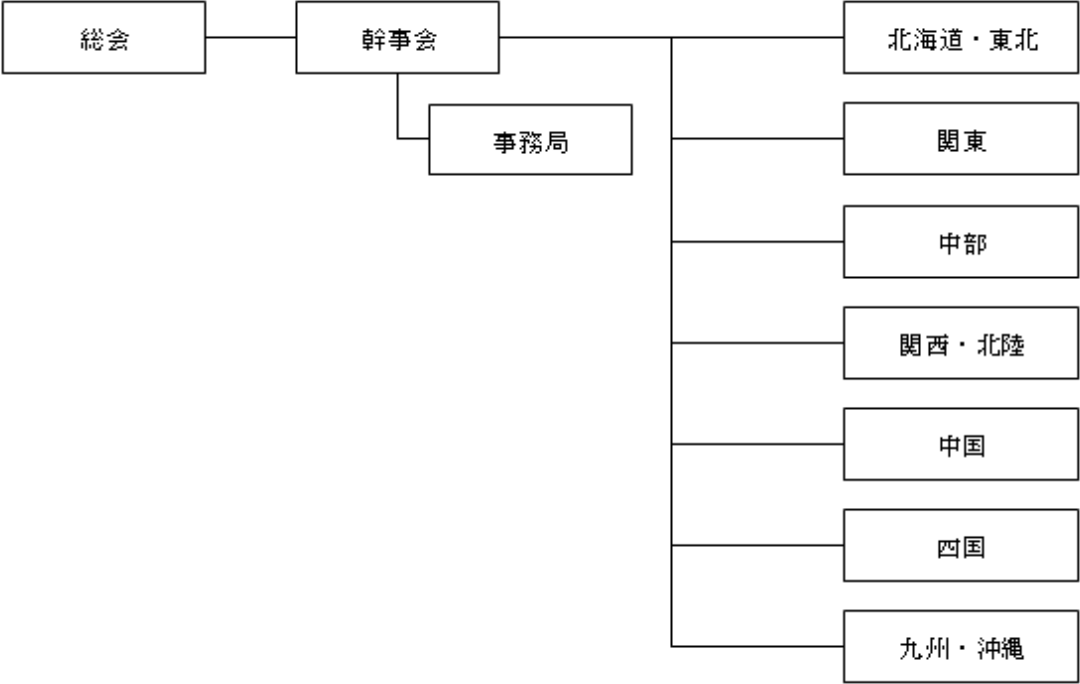 総会
幹事会
事務局
北海道・東北
関東
中部
関西・北陸
中国
四国
九州・沖縄